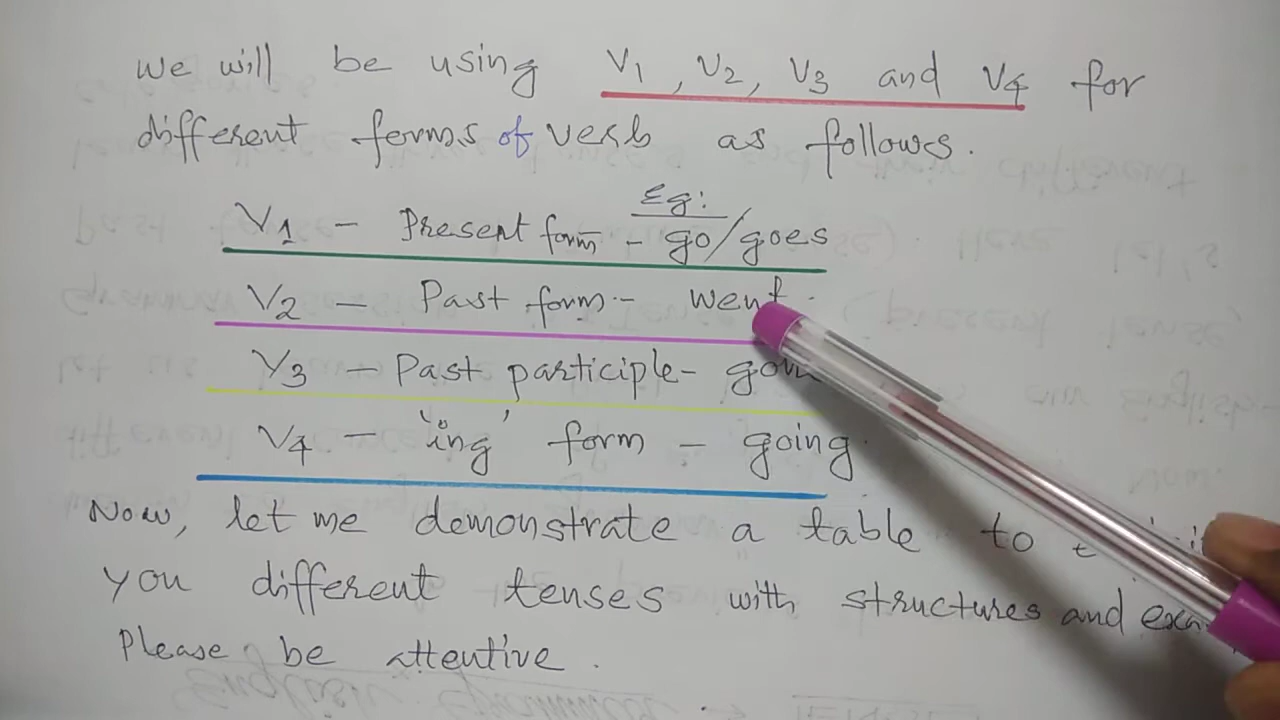 We will be using V1, V2, V3 and V4 for
different forms of verb as follows.
Eg:
V1 - Present form - go/goes
V2 - Past form - went.
V3 - Past participle -
V4 - 'ing' form - going.
Now, let me demonstrate a table to
you different tenses with structures and
Please be attentive.